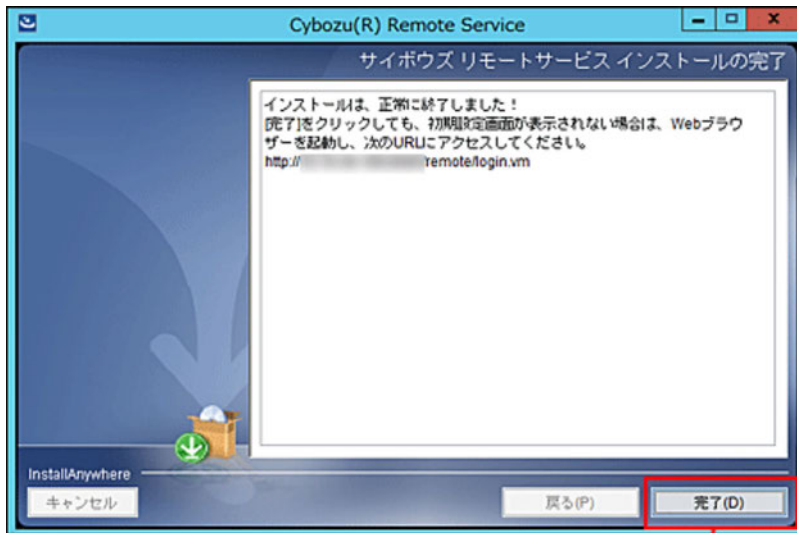 Cybozu(R) Remote Service
サイボウズ リモートサービス インストールの完了
インストールは、正常に終了しました！
[完了]をクリックしても、初期設定画面が表示されない場合は、Webブラウ
ザーを起動し、次のURLにアクセスしてください。
http:// remote/login.vm
InstallAnywhere
キャンセル
戻る(P)
完了(D)